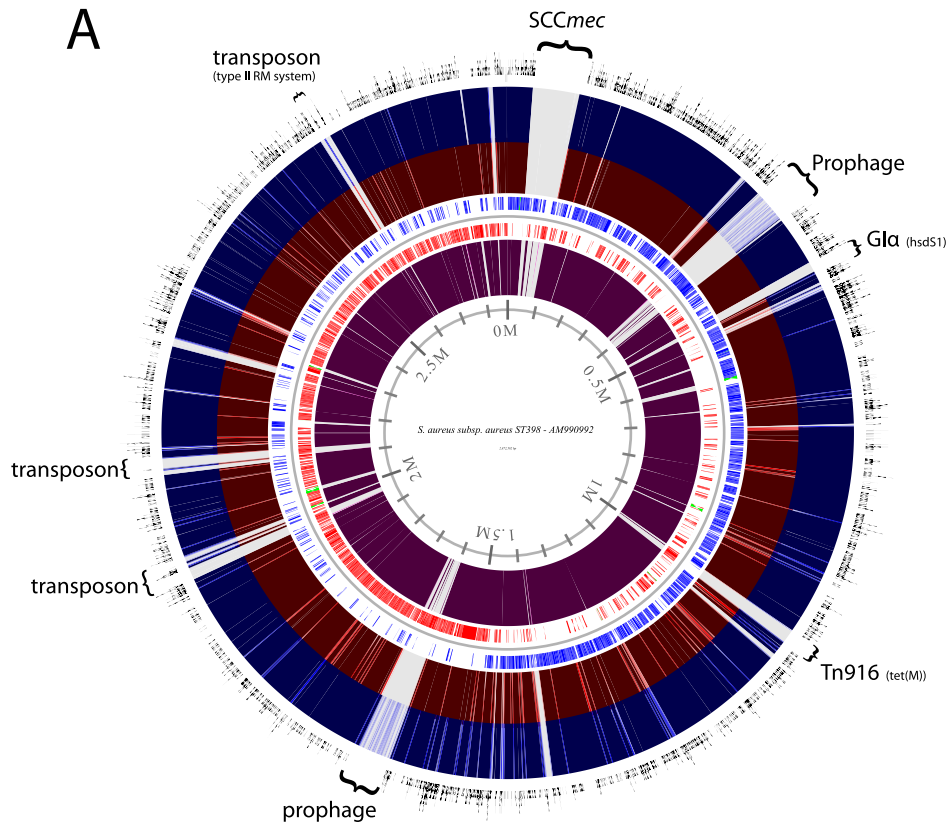 A
SCCmec
transposon
(type II RM system)
Prophage
GIα (hsdS1)
0M
2.5M
0.5M
S. aureus subsp. aureus ST398 - AM990992
transposon{
2M
1M
1.5M
transposon{
Tn916 (tet(M))
prophage